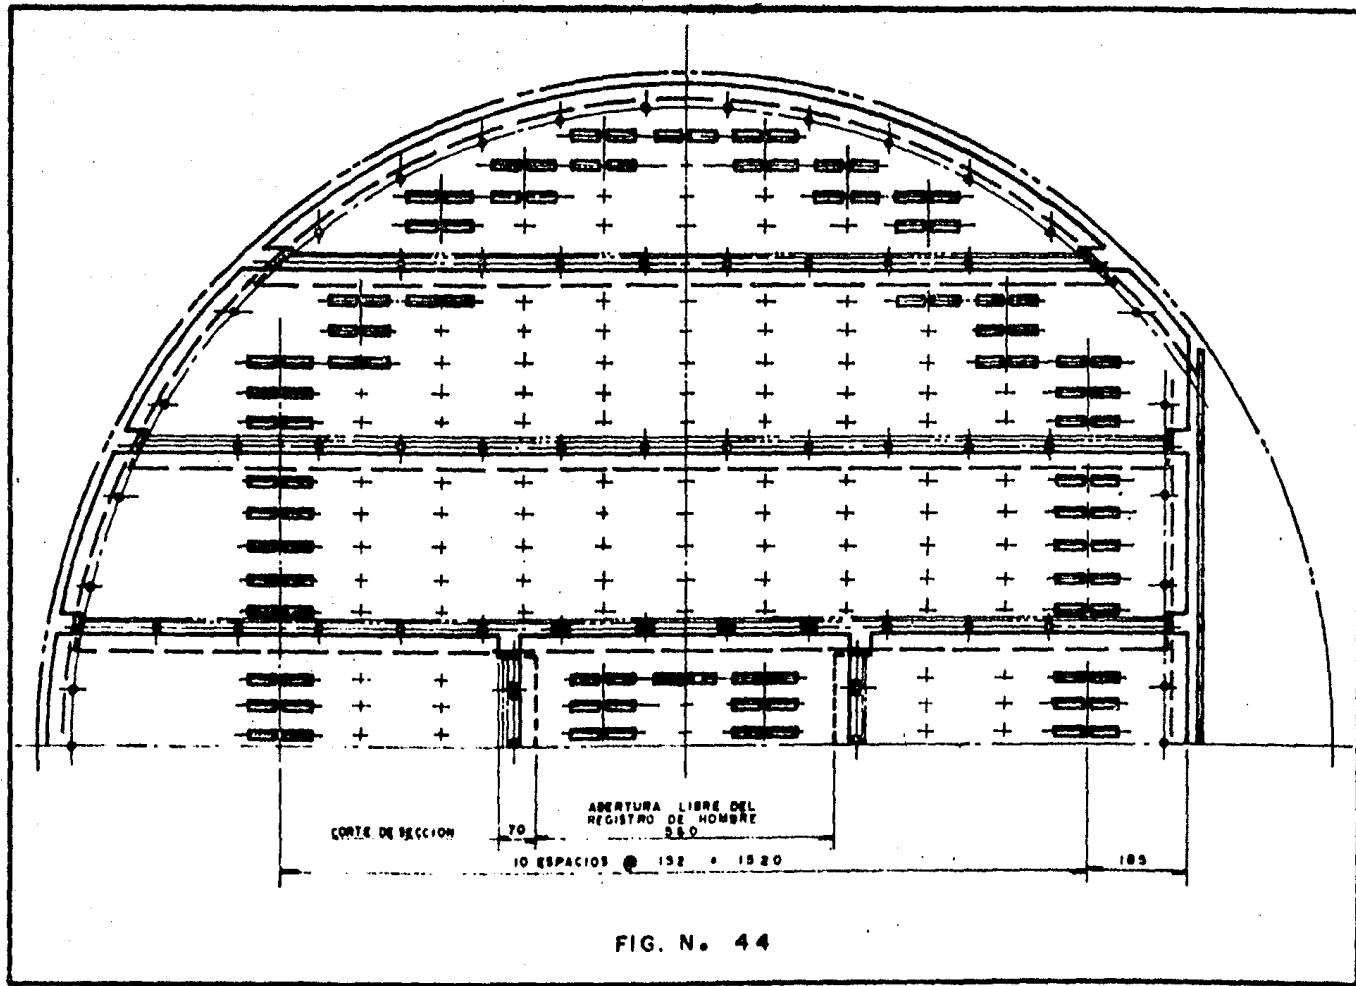 ABERTURA LIBRE DEL
REGISTRO DE HOMBRE
560
CORTE DE SECCION
70
10 ESPACIOS @ 152 = 1520
185
FIG. No. 44